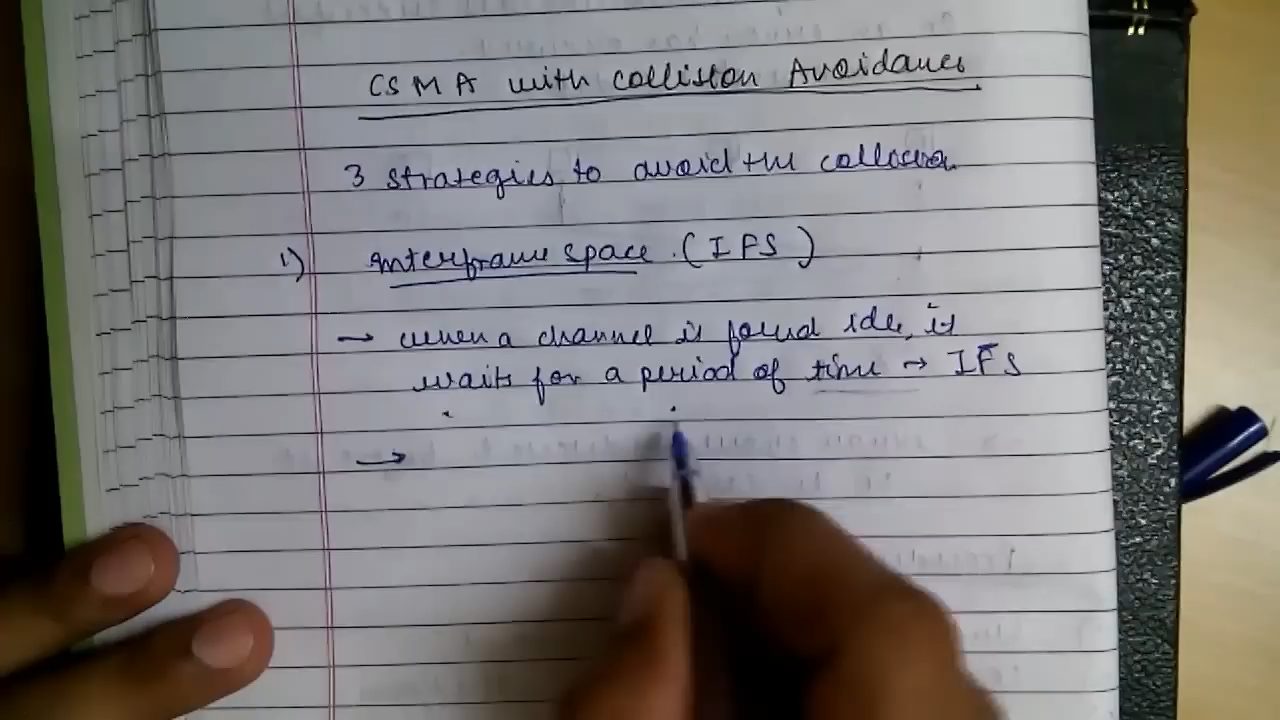 CSMA with collision Avoidance
3 strategies to avoid the collision
1) Interframe space. (IFS)
→ when a channel is found idle, it
waits for a period of time → IFS
→